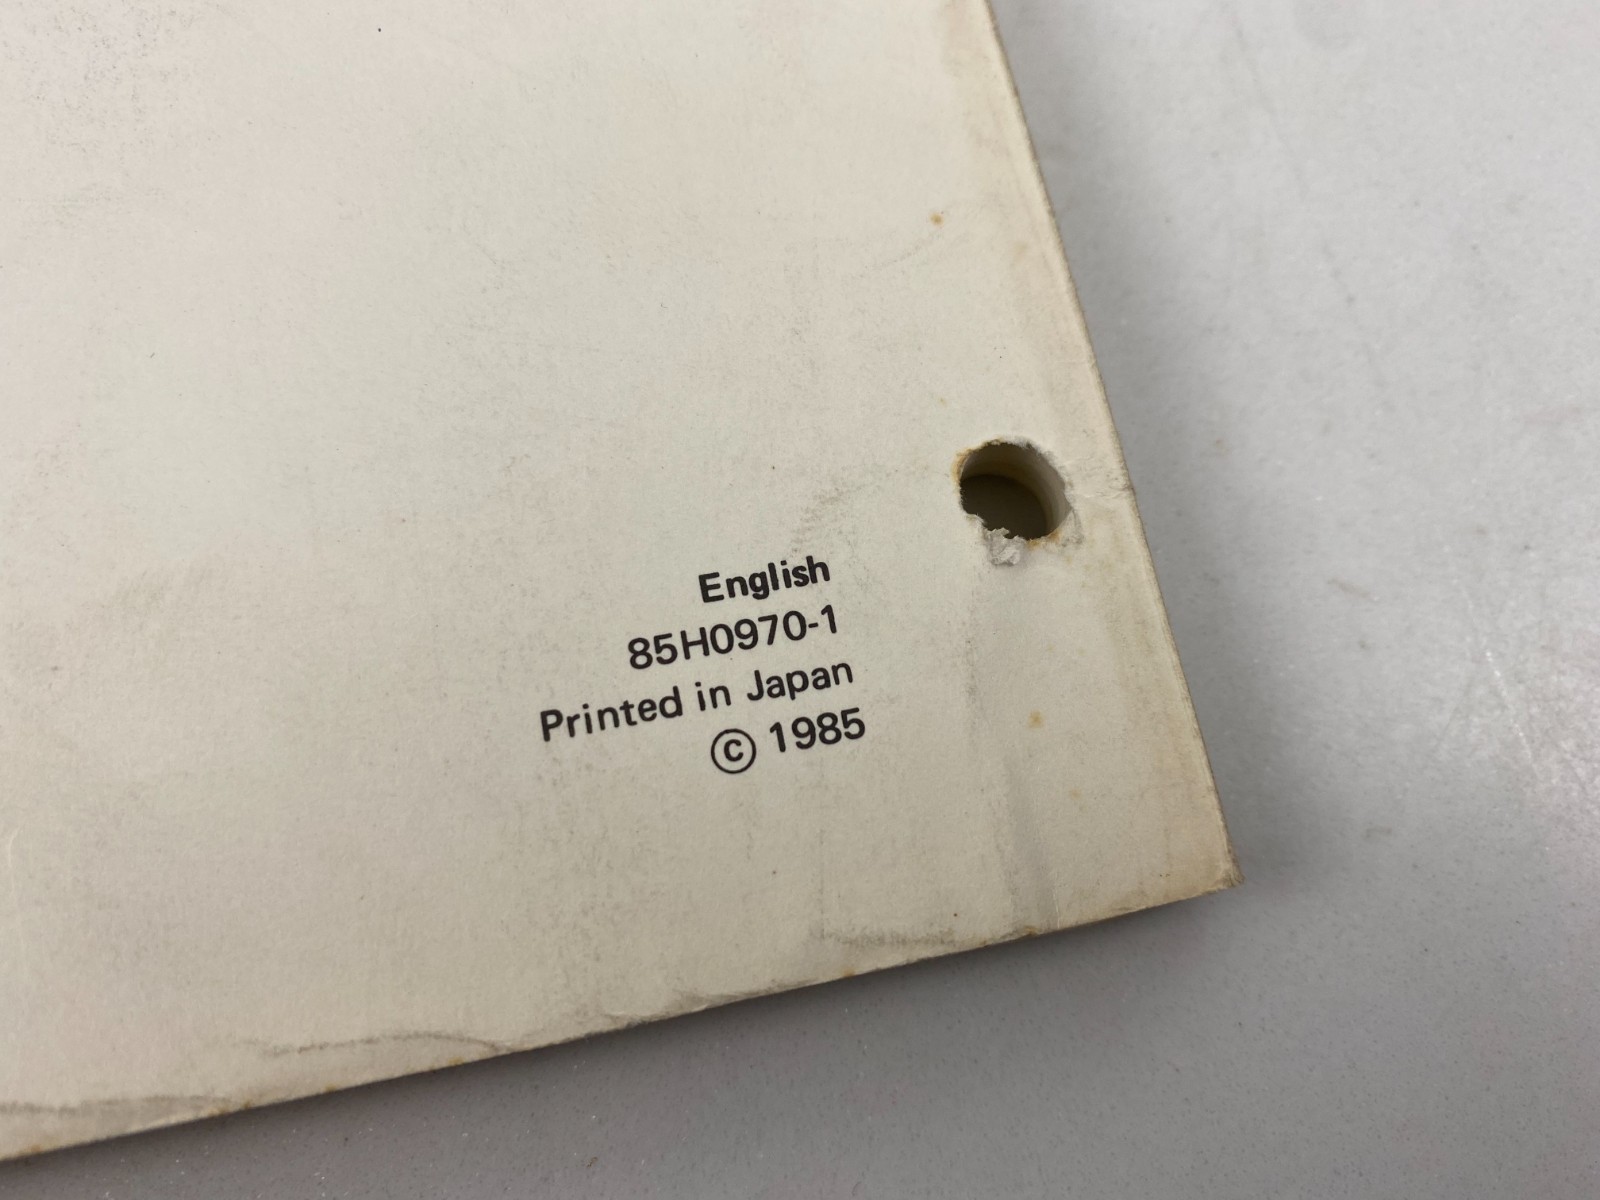 English
85H0970-1
Printed in Japan
© 1985